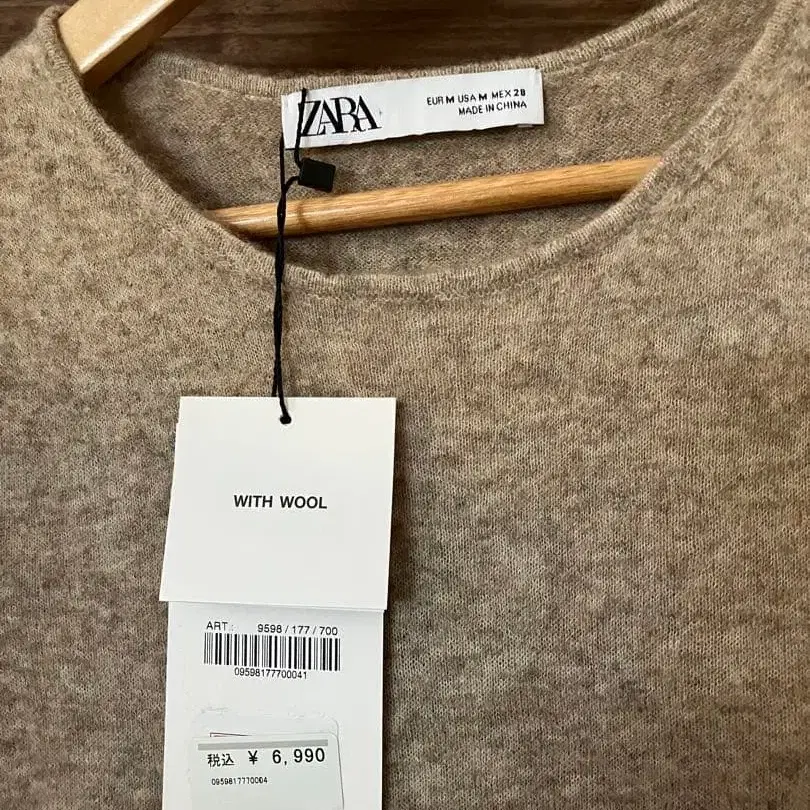 ZARA
EUR M USA M MEX 28
MADE IN CHINA
WITH WOOL
ART.: 9598 / 177 / 700
09598177700041
税込 ¥ 6,990
0959817770004